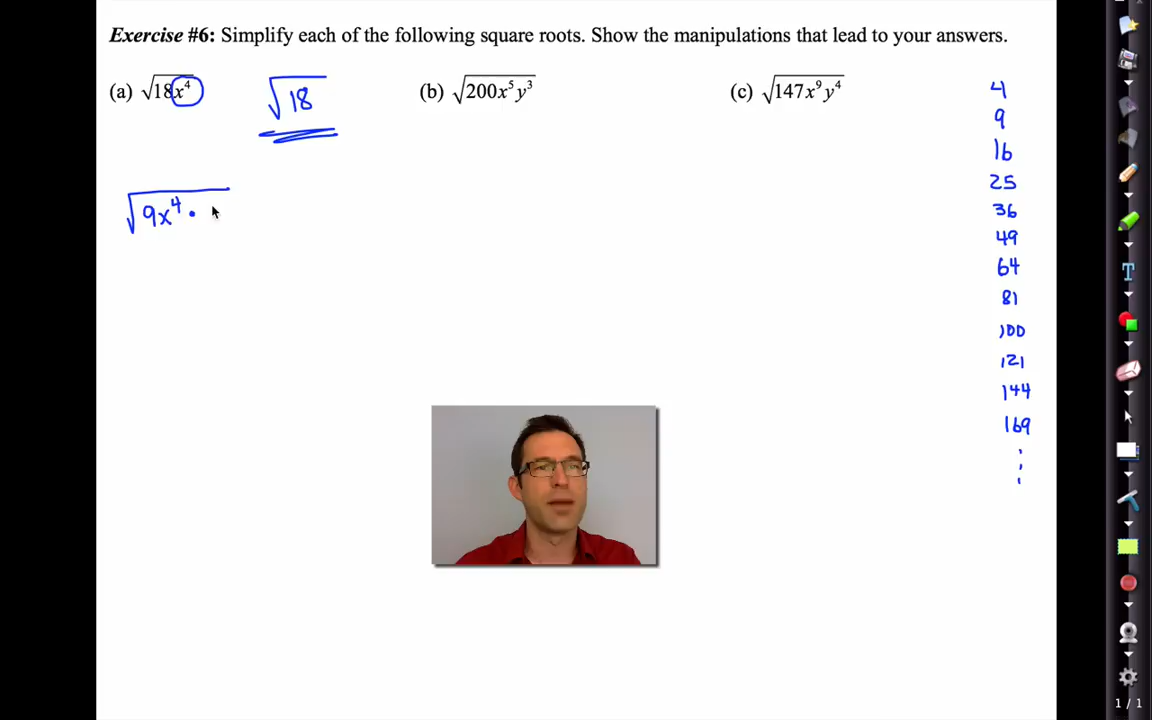 Exercise #6: Simplify each of the following square roots. Show the manipulations that lead to your answers.
(a) √18x⁴ √18 (b) √200x⁵y³ (c) √147x⁹y⁴
√9x⁴ ·
4
9
16
25
36
49
64
81
100
121
144
169
⋮
T
1 / 1